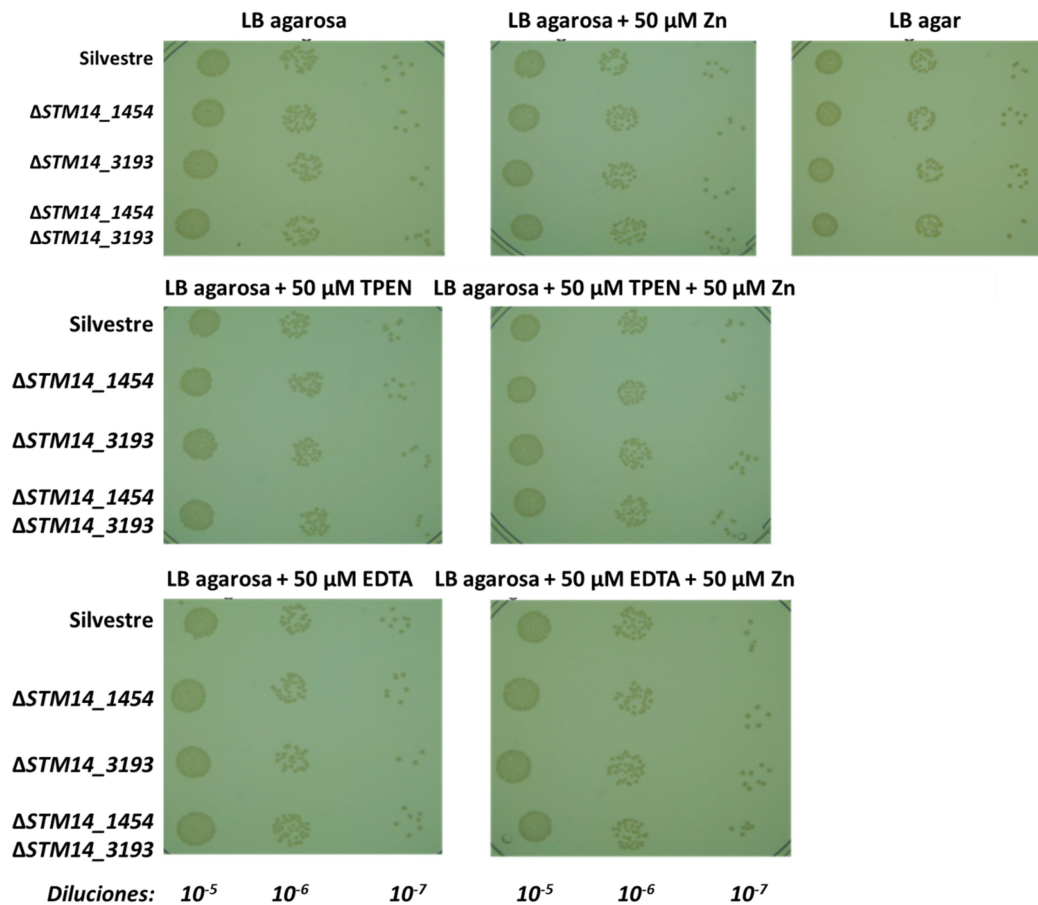 LB agarosa
LB agarosa + 50 µM Zn
LB agar
Silvestre
ΔSTM14_1454
ΔSTM14_3193
ΔSTM14_1454
ΔSTM14_3193
LB agarosa + 50 µM TPEN
LB agarosa + 50 µM TPEN + 50 µM Zn
Silvestre
ΔSTM14_1454
ΔSTM14_3193
ΔSTM14_1454
ΔSTM14_3193
LB agarosa + 50 µM EDTA
LB agarosa + 50 µM EDTA + 50 µM Zn
Silvestre
ΔSTM14_1454
ΔSTM14_3193
ΔSTM14_1454
ΔSTM14_3193
Diluciones: 10⁻⁵ 10⁻⁶ 10⁻⁷ 10⁻⁵ 10⁻⁶ 10⁻⁷